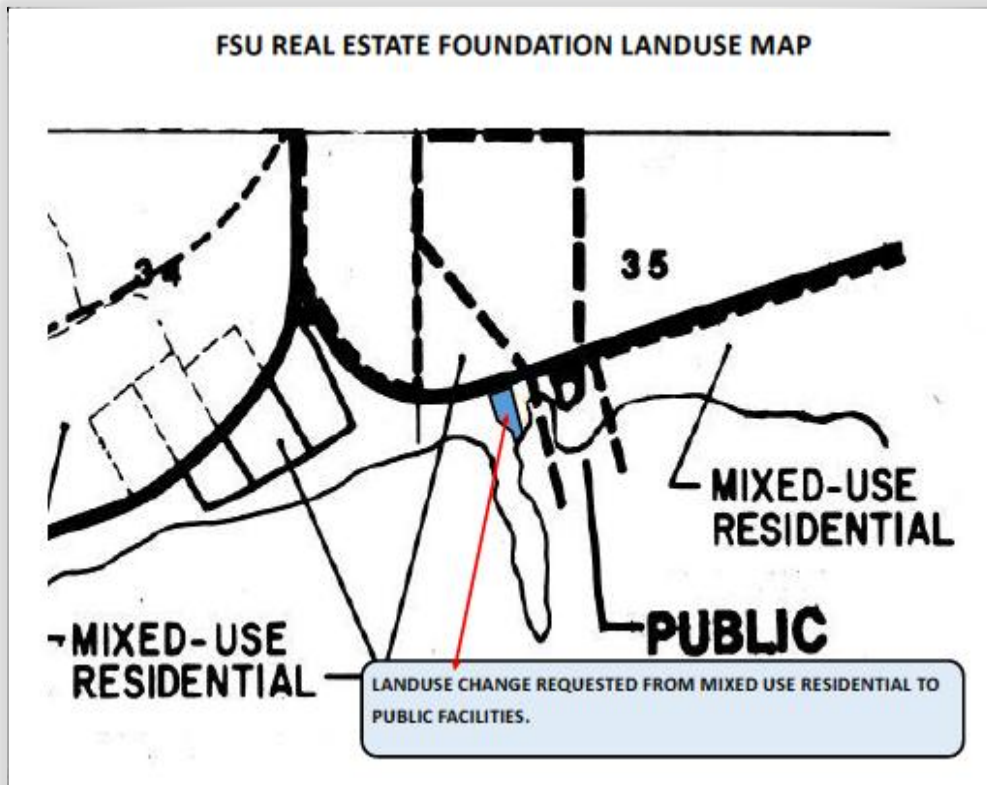 FSU REAL ESTATE FOUNDATION LANDUSE MAP
34
35
MIXED-USE
RESIDENTIAL
PUBLIC
MIXED-USE
RESIDENTIAL
LANDUSE CHANGE REQUESTED FROM MIXED USE RESIDENTIAL TO
PUBLIC FACILITIES.